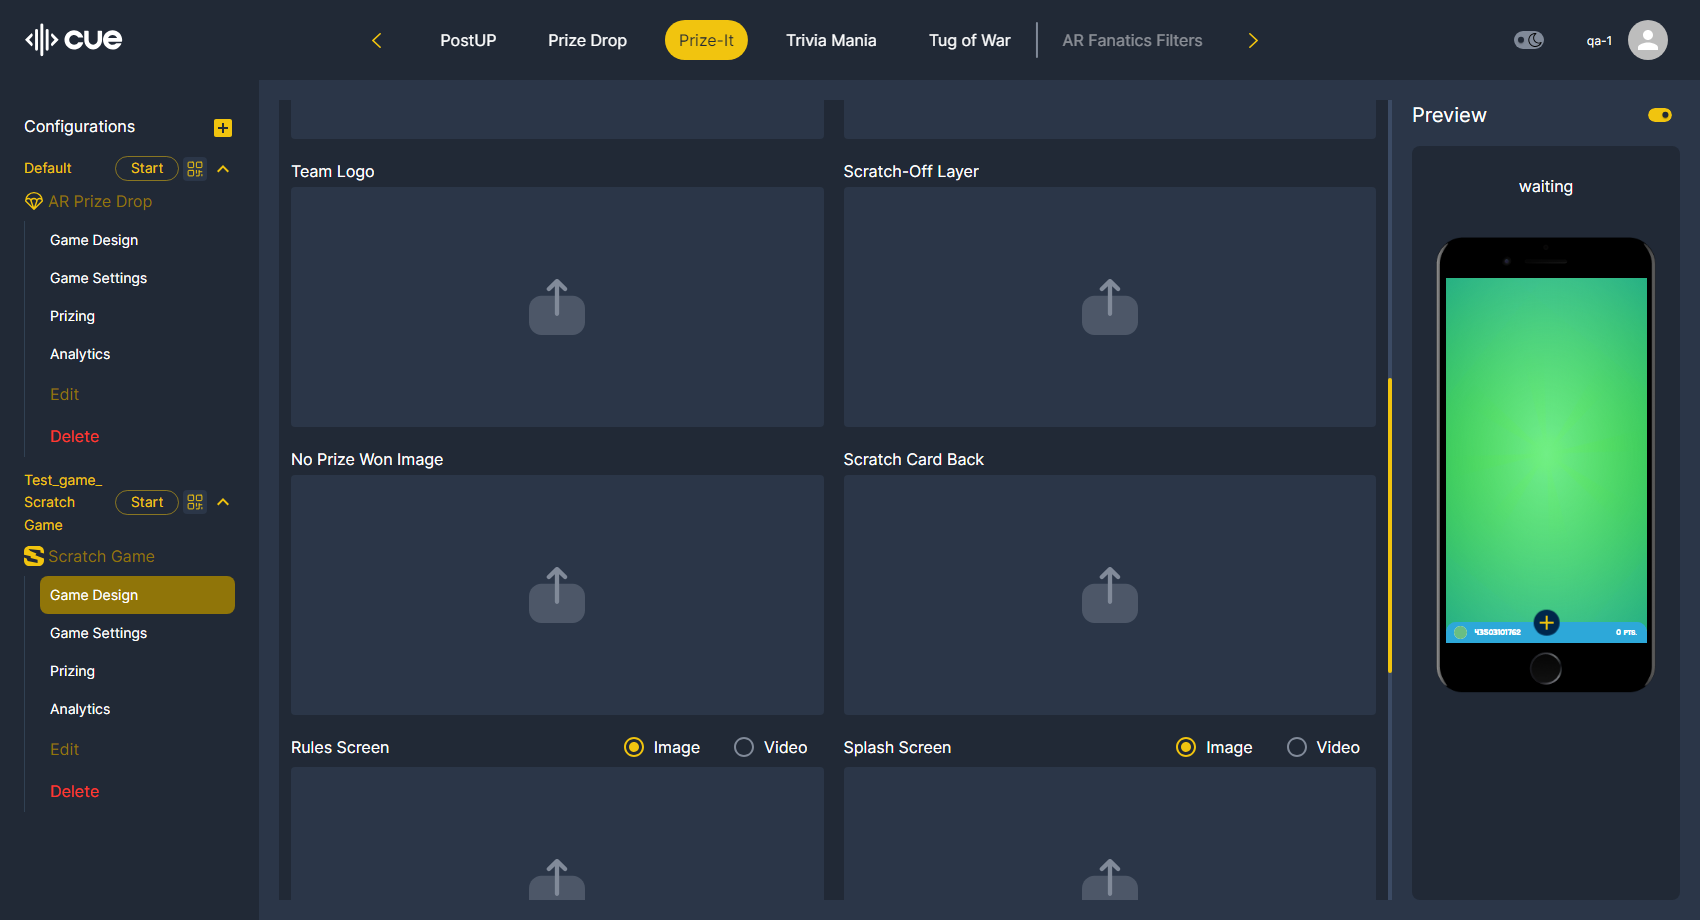 cue
PostUP
Prize Drop
Prize-It
Trivia Mania
Tug of War
AR Fanatics Filters
qa-1
Configurations
Default
Start
AR Prize Drop
Game Design
Game Settings
Prizing
Analytics
Edit
Delete
Test_game_
Scratch
Game
Start
Scratch Game
Game Design
Game Settings
Prizing
Analytics
Edit
Delete
Team Logo
Scratch-Off Layer
No Prize Won Image
Scratch Card Back
Rules Screen
Image
Video
Splash Screen
Image
Video
Preview
waiting
43503101762
0 PTS.